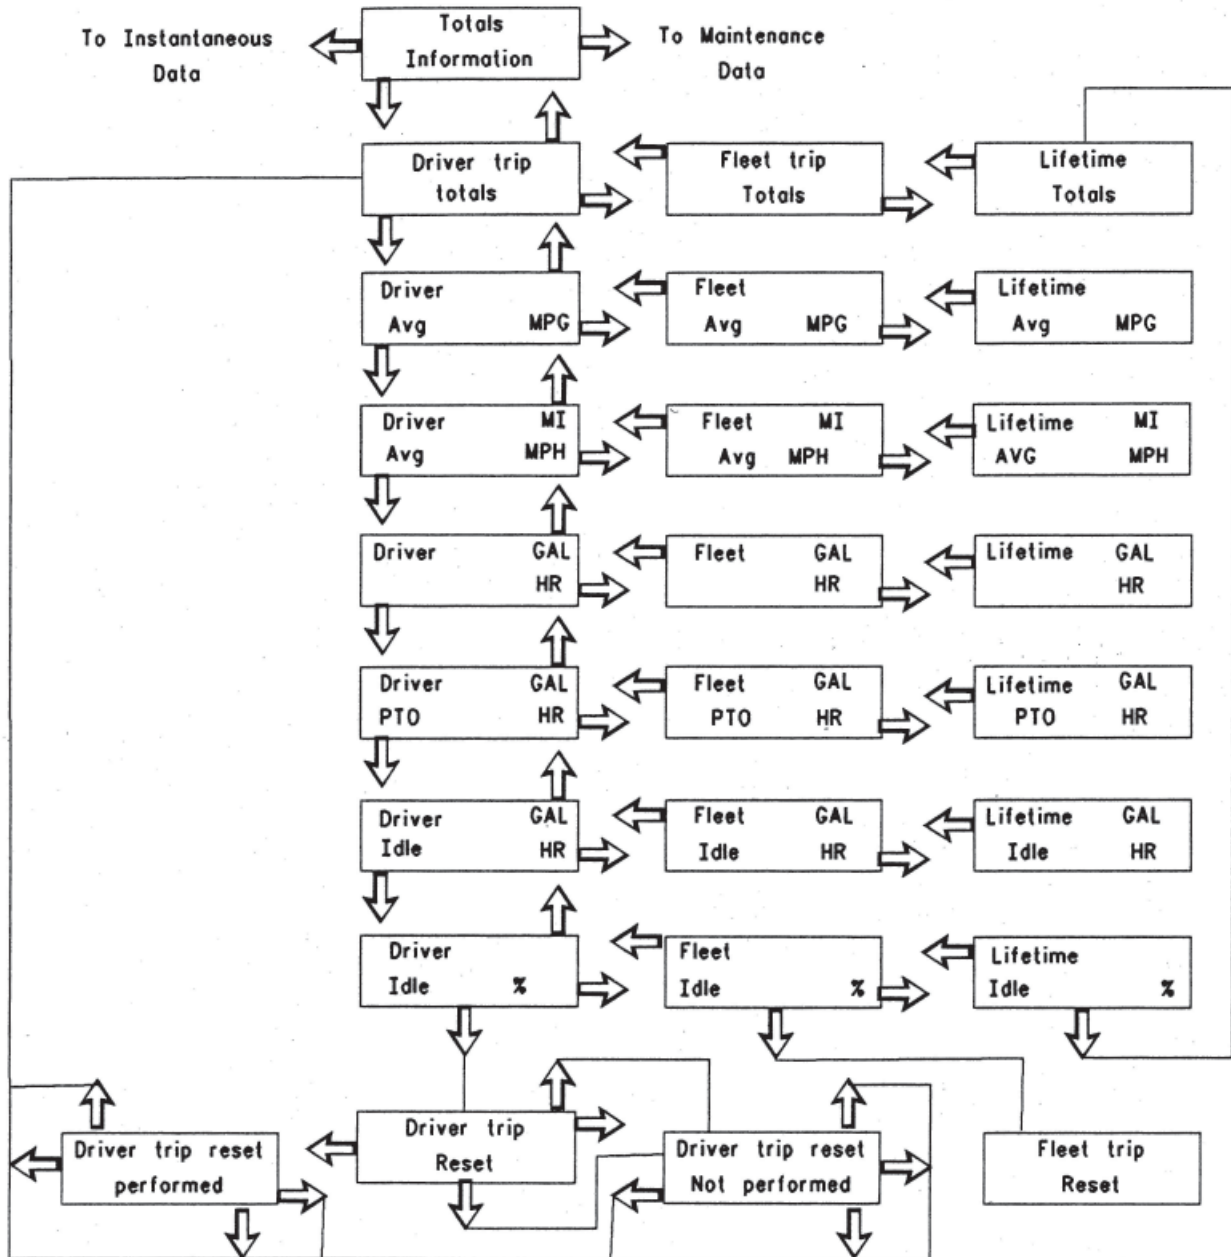 To Instantaneous
Data
Totals
Information
To Maintenance
Data
Driver trip
totals
Fleet trip
Totals
Lifetime
Totals
Driver
Avg MPG
Fleet
Avg MPG
Lifetime
Avg MPG
Driver MI
Avg MPH
Fleet MI
Avg MPH
Lifetime MI
AVG MPH
Driver GAL
HR
Fleet GAL
HR
Lifetime GAL
HR
Driver GAL
PTO HR
Fleet GAL
PTO HR
Lifetime GAL
PTO HR
Driver GAL
Idle HR
Fleet GAL
Idle HR
Lifetime GAL
Idle HR
Driver
Idle %
Fleet
Idle %
Lifetime
Idle %
Driver trip reset
performed
Driver trip
Reset
Driver trip reset
Not performed
Fleet trip
Reset